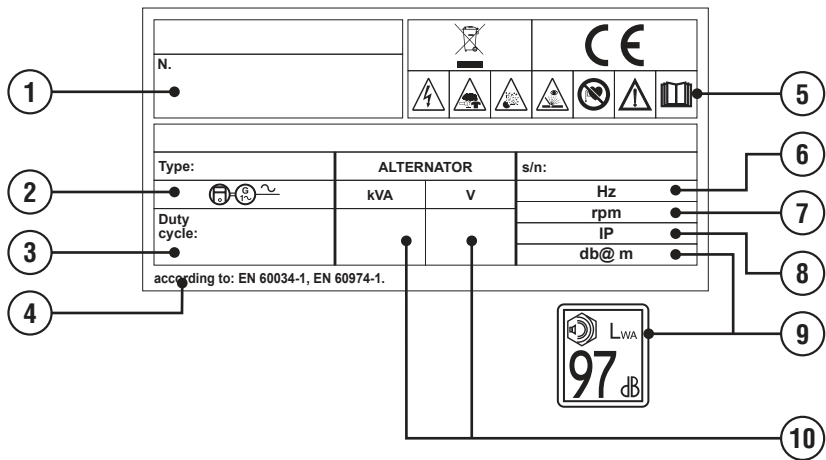 N.
CE
1
5
Type:
ALTERNATOR
s/n:
6
2
G
1~
kVA
V
Hz
rpm
7
Duty
cycle:
IP
3
db@ m
8
according to: EN 60034-1, EN 60974-1.
4
LWA
9
97 dB
10